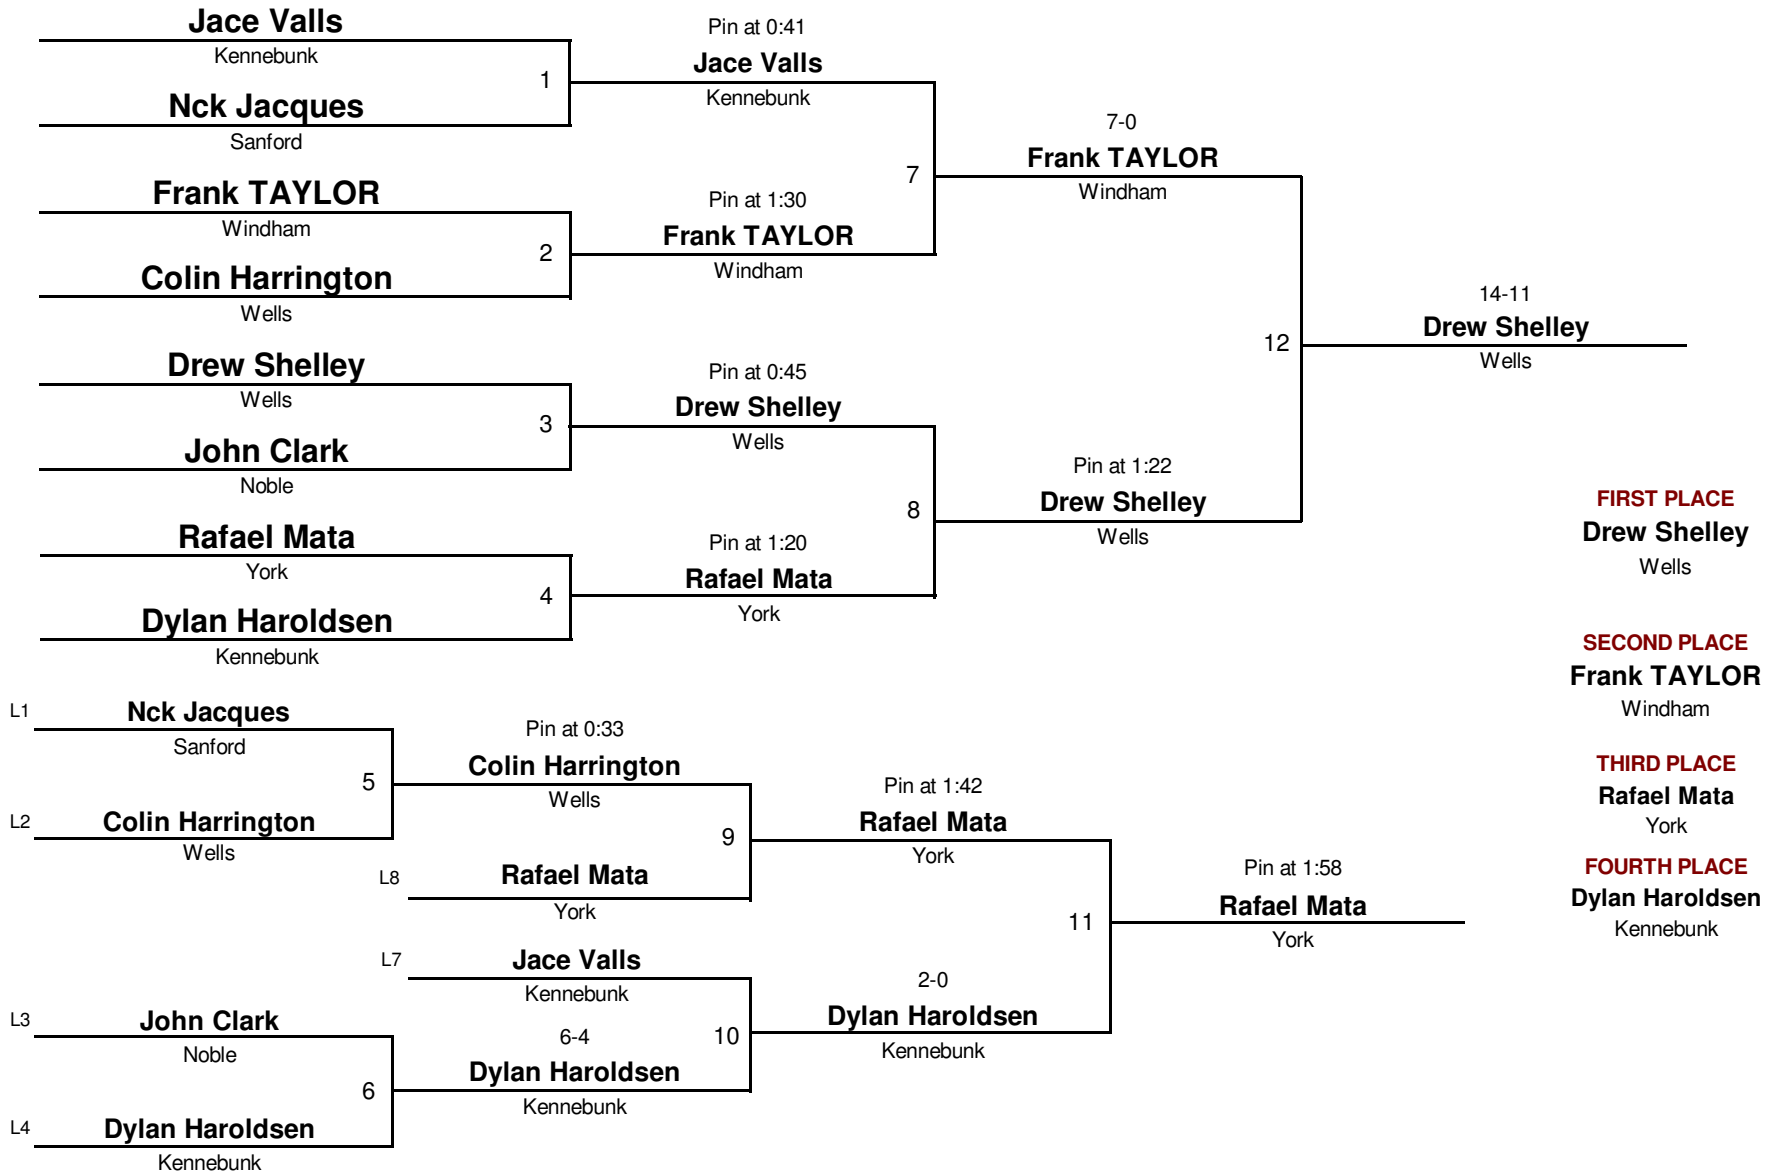 Jace Valls
Kennebunk
1
Nck Jacques
Sanford
Frank TAYLOR
Windham
2
Colin Harrington
Wells
Drew Shelley
Wells
3
John Clark
Noble
Rafael Mata
York
4
Dylan Haroldsen
Kennebunk
Pin at 0:41
Jace Valls
Kennebunk
7
Pin at 1:30
Frank TAYLOR
Windham
Pin at 0:45
Drew Shelley
Wells
8
Pin at 1:20
Rafael Mata
York
7-0
Frank TAYLOR
Windham
12
Pin at 1:22
Drew Shelley
Wells
14-11
Drew Shelley
Wells
FIRST PLACE
Drew Shelley
Wells
SECOND PLACE
Frank TAYLOR
Windham
THIRD PLACE
Rafael Mata
York
FOURTH PLACE
Dylan Haroldsen
Kennebunk
L1 Nck Jacques
Sanford
5
L2 Colin Harrington
Wells
L3 John Clark
Noble
6
L4 Dylan Haroldsen
Kennebunk
Pin at 0:33
Colin Harrington
Wells
9
L8 Rafael Mata
York
L7 Jace Valls
Kennebunk
10
6-4
Dylan Haroldsen
Kennebunk
Pin at 1:42
Rafael Mata
York
11
2-0
Dylan Haroldsen
Kennebunk
Pin at 1:58
Rafael Mata
York